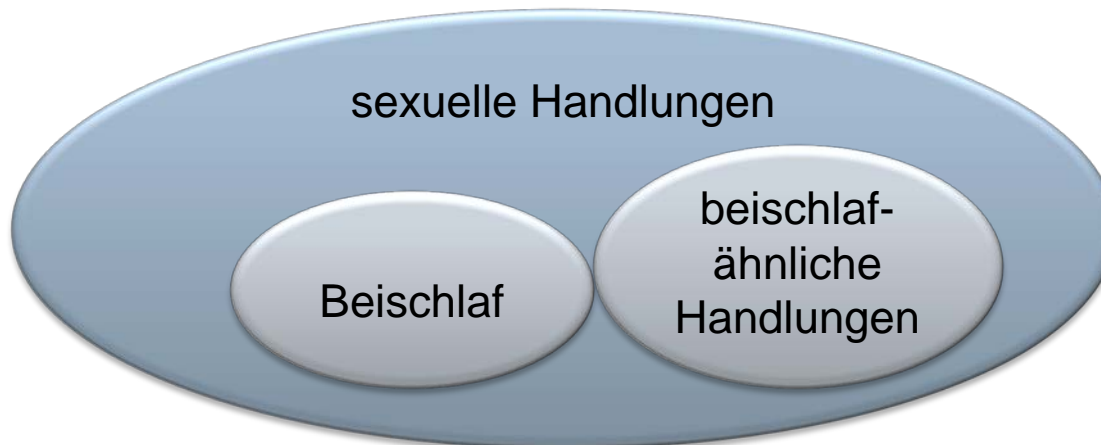 sexuelle Handlungen
Beischlaf
beischlaf-
ähnliche
Handlungen